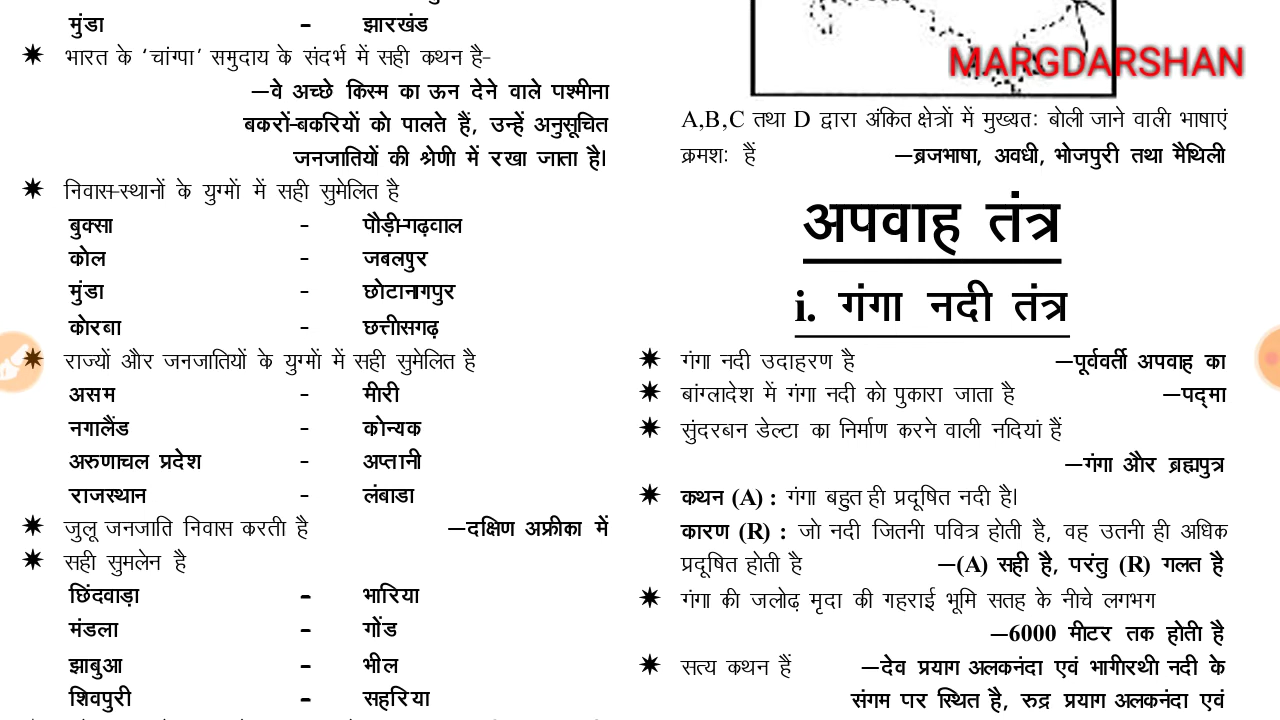 मुंडा – झारखंड
✷ भारत के ‘चांग्पा’ समुदाय के संदर्भ में सही कथन है–
—वे अच्छे किस्म का ऊन देने वाले पश्मीना
बकरों-बकरियों को पालते हैं, उन्हें अनुसूचित
जनजातियों की श्रेणी में रखा जाता है।
✷ निवास-स्थानों के युग्मों में सही सुमेलित है
बुक्सा – पौड़ी-गढ़वाल
कोल – जबलपुर
मुंडा – छोटानागपुर
कोरबा – छत्तीसगढ़
✷ राज्यों और जनजातियों के युग्मों में सही सुमेलित है
असम – मीरी
नगालैंड – कोन्यक
अरुणाचल प्रदेश – अप्तानी
राजस्थान – लंबाडा
✷ जुलू जनजाति निवास करती है —दक्षिण अफ्रीका में
✷ सही सुमलेन है
छिंदवाड़ा – भारिया
मंडला – गोंड
झाबुआ – भील
शिवपुरी – सहरिया
MARGDARSHAN
A,B,C तथा D द्वारा अंकित क्षेत्रों में मुख्यतः बोली जाने वाली भाषाएं
क्रमशः हैं —ब्रजभाषा, अवधी, भोजपुरी तथा मैथिली
अपवाह तंत्र
i. गंगा नदी तंत्र
✷ गंगा नदी उदाहरण है —पूर्ववर्ती अपवाह का
✷ बांग्लादेश में गंगा नदी को पुकारा जाता है —पद्मा
✷ सुंदरबान डेल्टा का निर्माण करने वाली नदियां हैं
—गंगा और ब्रह्मपुत्र
✷ कथन (A) : गंगा बहुत ही प्रदूषित नदी है।
कारण (R) : जो नदी जितनी पवित्र होती है, वह उतनी ही अधिक
प्रदूषित होती है —(A) सही है, परंतु (R) गलत है
✷ गंगा की जलोढ़ मृदा की गहराई भूमि सतह के नीचे लगभग
—6000 मीटर तक होती है
✷ सत्य कथन हैं —देव प्रयाग अलकनंदा एवं भागीरथी नदी के
संगम पर स्थित है, रुद्र प्रयाग अलकनंदा एवं